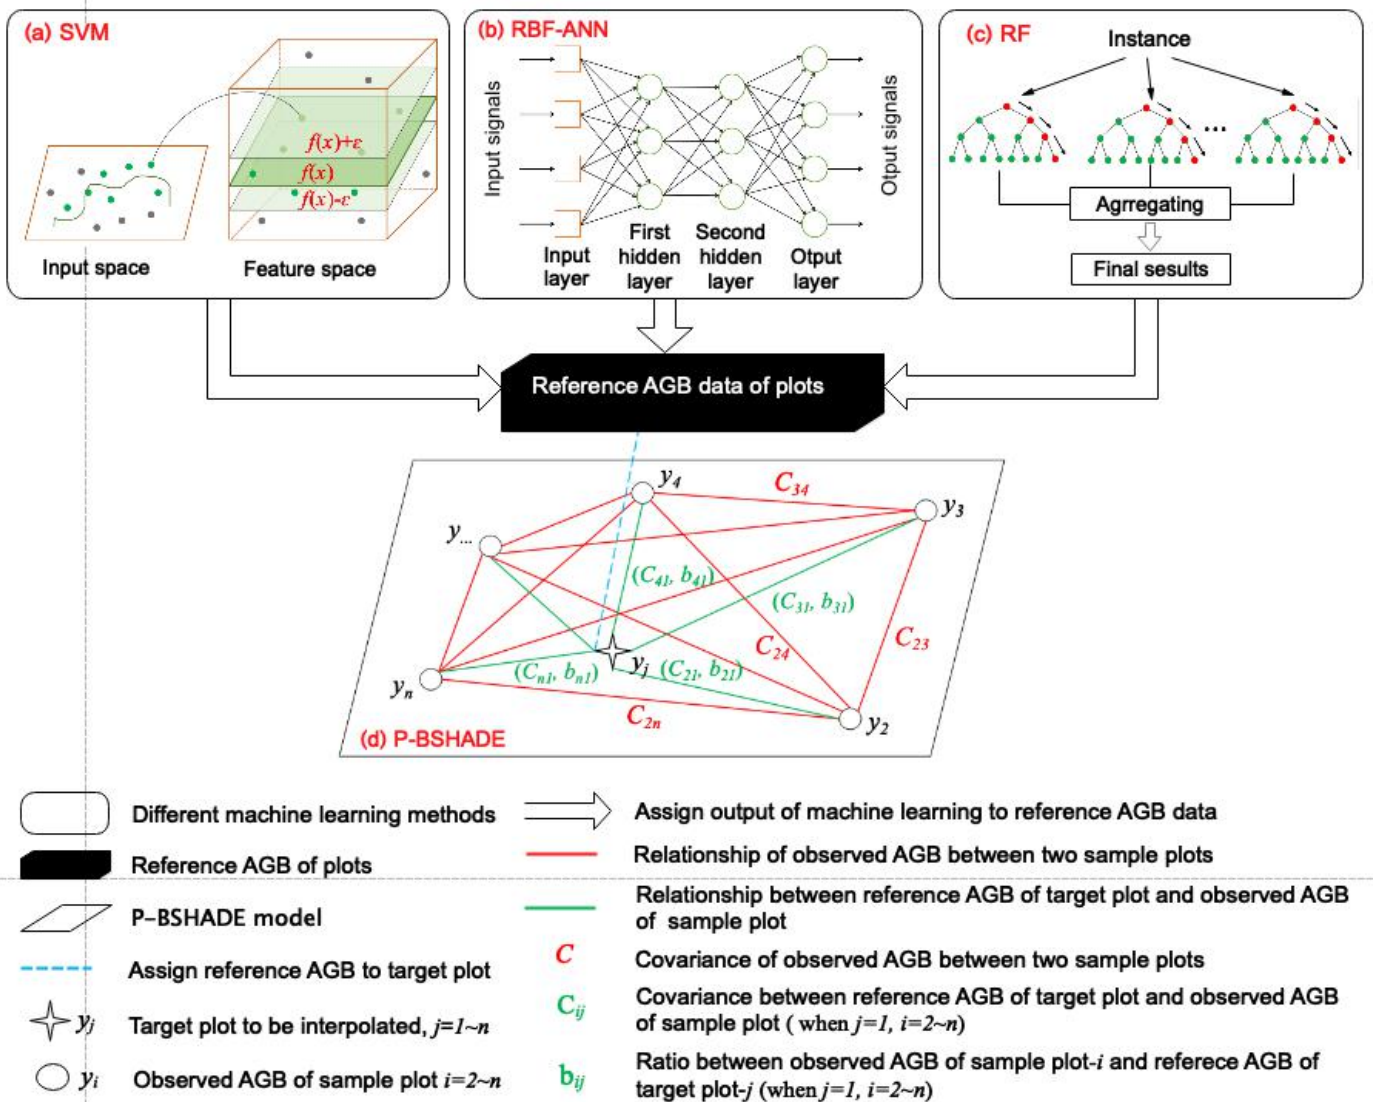 (a) SVM
f(x)+ε
f(x)
f(x)-ε
Input space
Feature space
(b) RBF-ANN
Input signals
Otput signals
Input
layer
First
hidden
layer
Second
hidden
layer
Otput
layer
(c) RF
Instance
...
Agrregating
Final sesults
Reference AGB data of plots
y4
C34
y3
y...
(C41, b41)
(C31, b31)
C24
C23
yj
(Cn1, bn1)
(C21, b21)
yn
C2n
y2
(d) P-BSHADE
Different machine learning methods
Assign output of machine learning to reference AGB data
Reference AGB of plots
Relationship of observed AGB between two sample plots
P-BSHADE model
Relationship between reference AGB of target plot and observed AGB
of sample plot
Assign reference AGB to target plot
C
Covariance of observed AGB between two sample plots
yj
Target plot to be interpolated, j=1~n
Cij
Covariance between reference AGB of target plot and observed AGB
of sample plot ( when j=1, i=2~n)
yi
Observed AGB of sample plot i=2~n
bij
Ratio between observed AGB of sample plot-i and referece AGB of
target plot-j (when j=1, i=2~n)